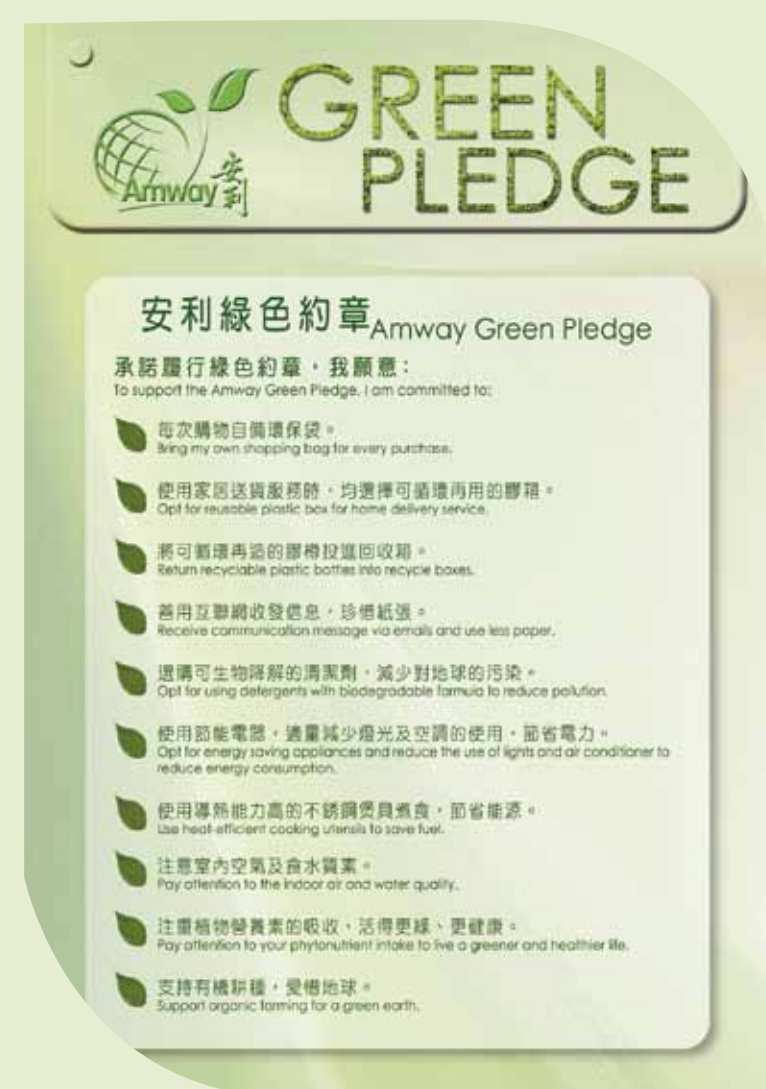 GREEN
PLEDGE
Amway 安利
安利綠色約章 Amway Green Pledge
承諾履行綠色約章，我願意：
To support the Amway Green Pledge, I am committed to:
每次購物自備環保袋。
Bring my own shopping bag for every purchase.
使用家居送貨服務時，均選擇可循環再用的膠箱。
Opt for reusable plastic box for home delivery service.
將可循環再造的膠樽投進回收箱。
Return recyclable plastic bottles into recycle boxes.
善用互聯網收發信息，珍惜紙張。
Receive communication message via emails and use less paper.
選購可生物降解的清潔劑，減少對地球的污染。
Opt for using detergents with biodegradable formula to reduce pollution.
使用節能電器，適量減少燈光及空調的使用，節省電力。
Opt for energy saving appliances and reduce the use of lights and air conditioner to
reduce energy consumption.
使用導熱能力高的不銹鋼煲具煮食，節省能源。
Use heat-efficient cooking utensils to save fuel.
注意室內空氣及食水質素。
Pay attention to the indoor air and water quality.
注重植物營養素的吸收，活得更綠、更健康。
Pay attention to your phytonutrient intake to live a greener and healthier life.
支持有機耕種，愛惜地球。
Support organic farming for a green earth.